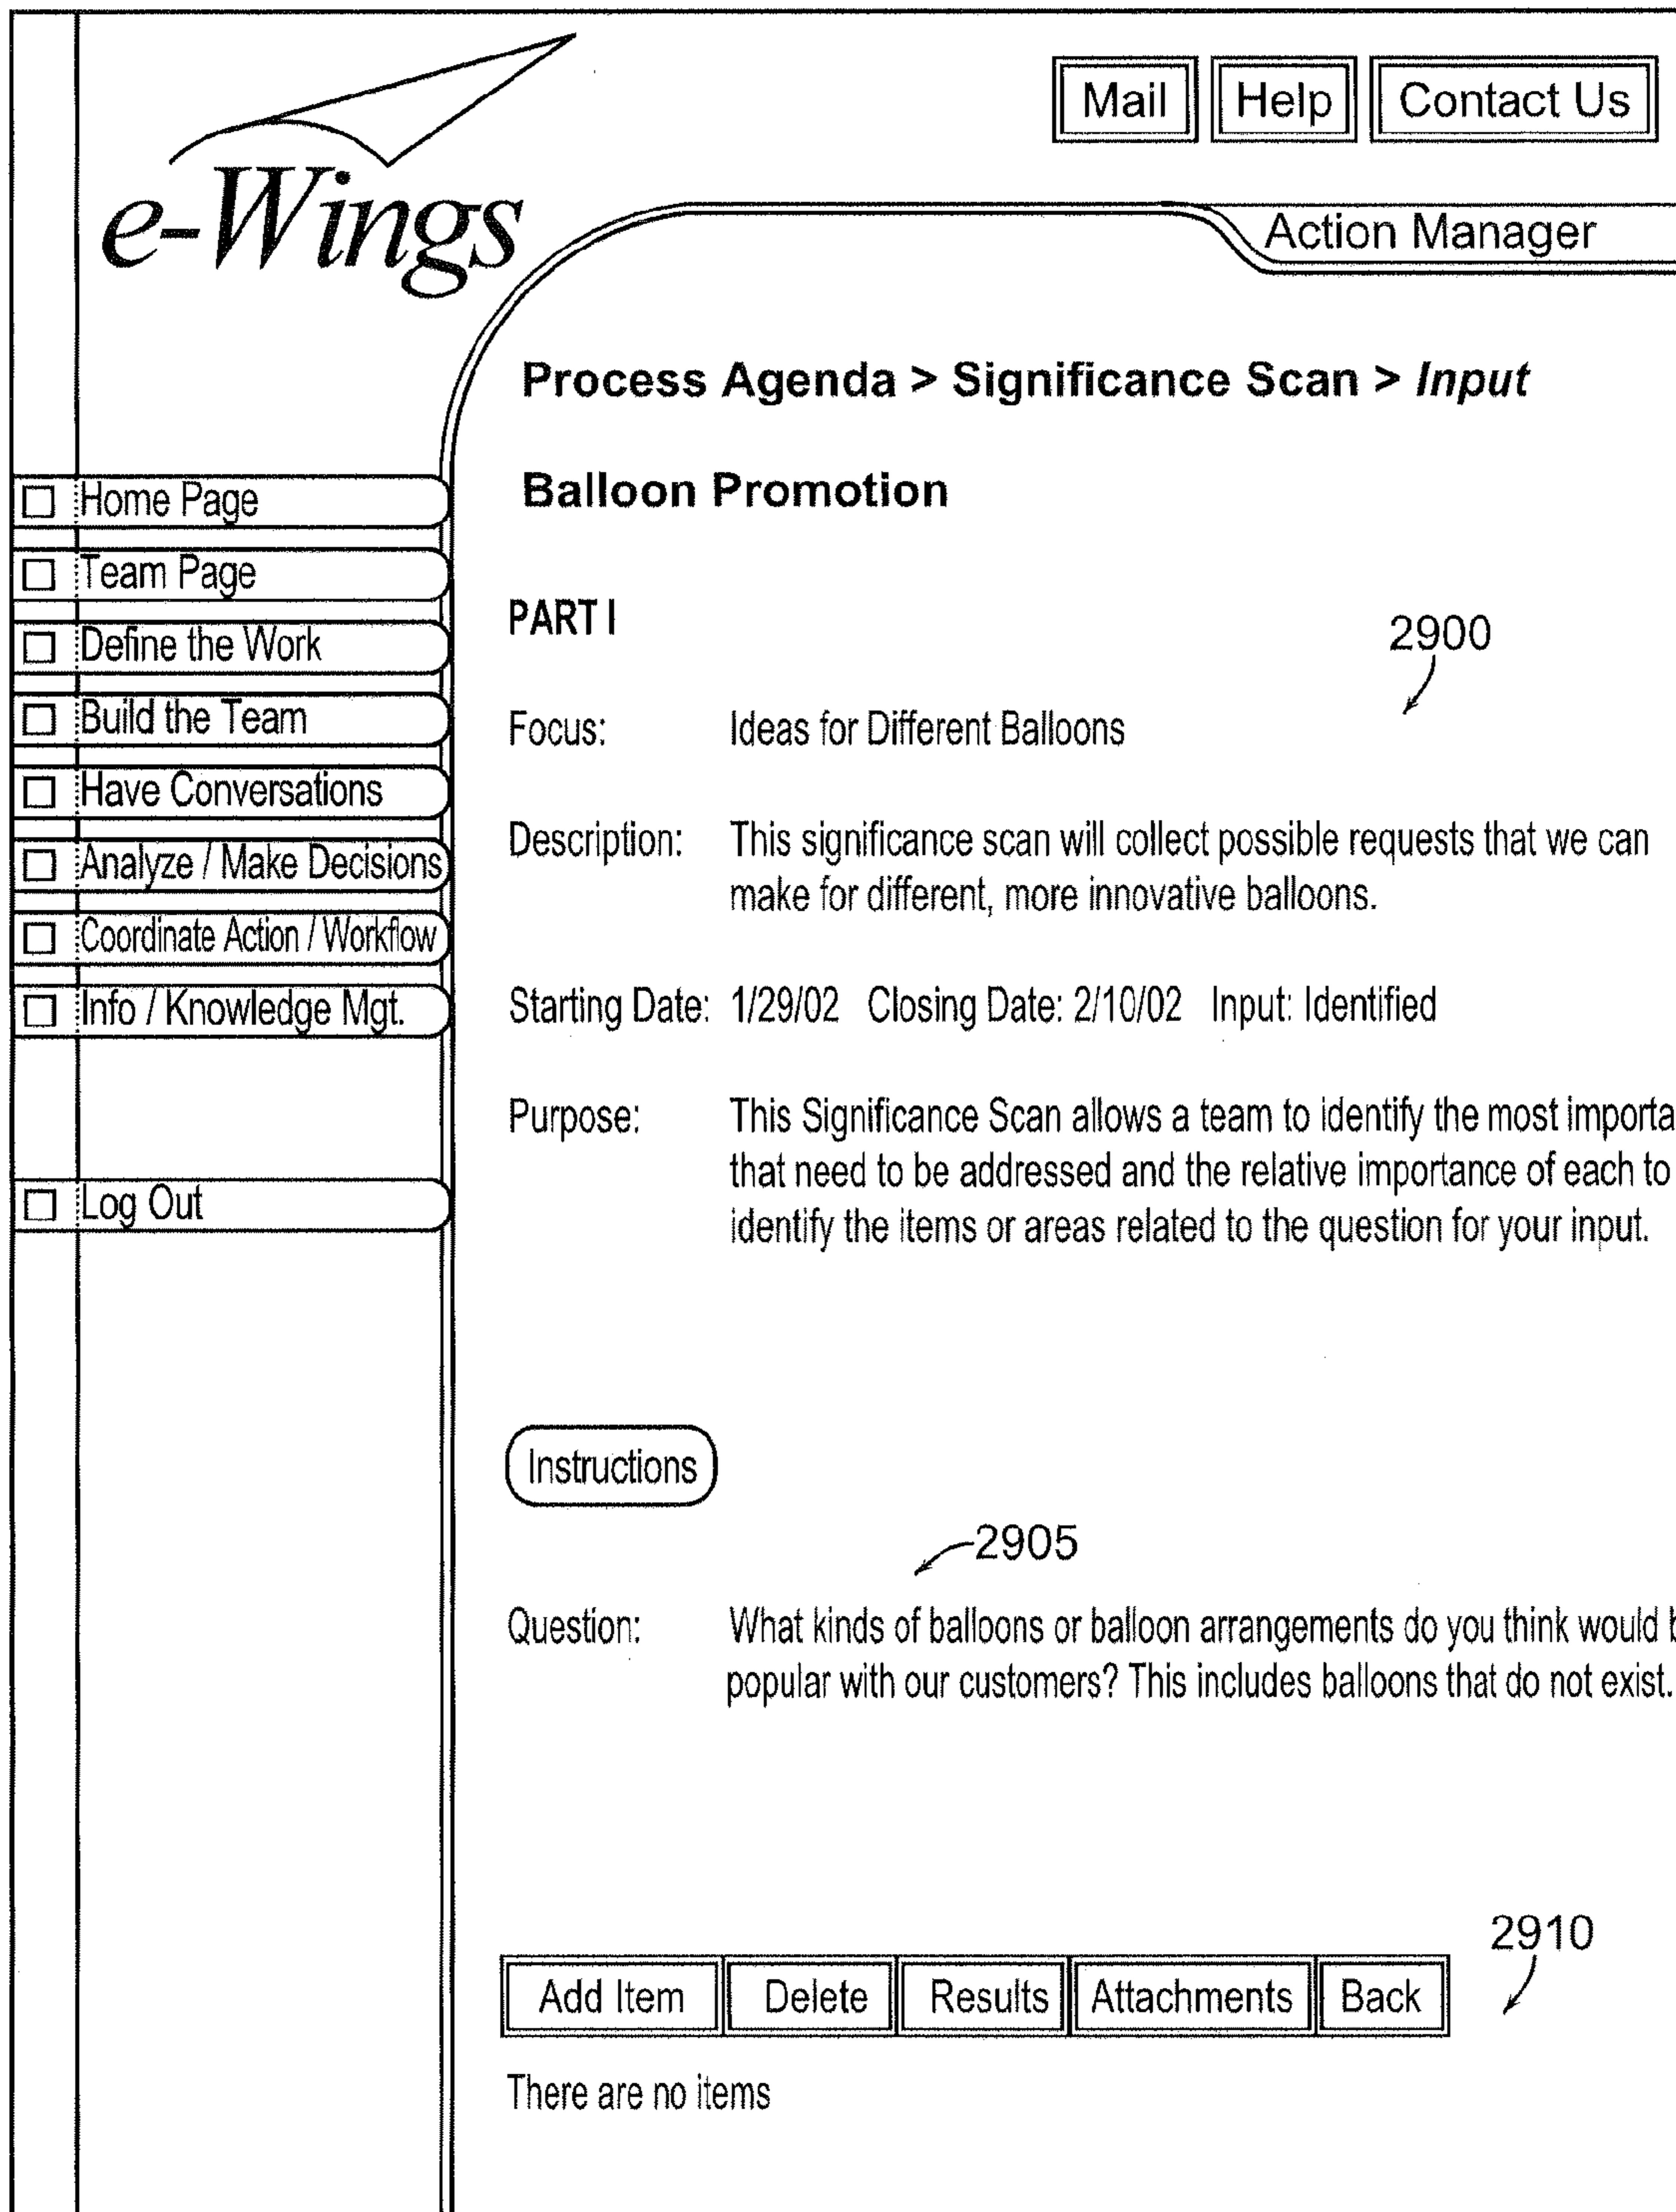 Mail Help Contact Us
e-Wings
Action Manager
Process Agenda > Significance Scan > Input
Balloon Promotion
Home Page
Team Page
Define the Work
Build the Team
Have Conversations
Analyze / Make Decisions
Coordinate Action / Workflow
Info / Knowledge Mgt.
Log Out
PART I
2900
Focus: Ideas for Different Balloons
Description: This significance scan will collect possible requests that we can
make for different, more innovative balloons.
Starting Date: 1/29/02 Closing Date: 2/10/02 Input: Identified
Purpose: This Significance Scan allows a team to identify the most
that need to be addressed and the relative importance of each to
identify the items or areas related to the question for your input.
Instructions
2905
Question: What kinds of balloons or balloon arrangements do you think would
popular with our customers? This includes balloons that do not exist.
2910
Add Item Delete Results Attachments Back
There are no items